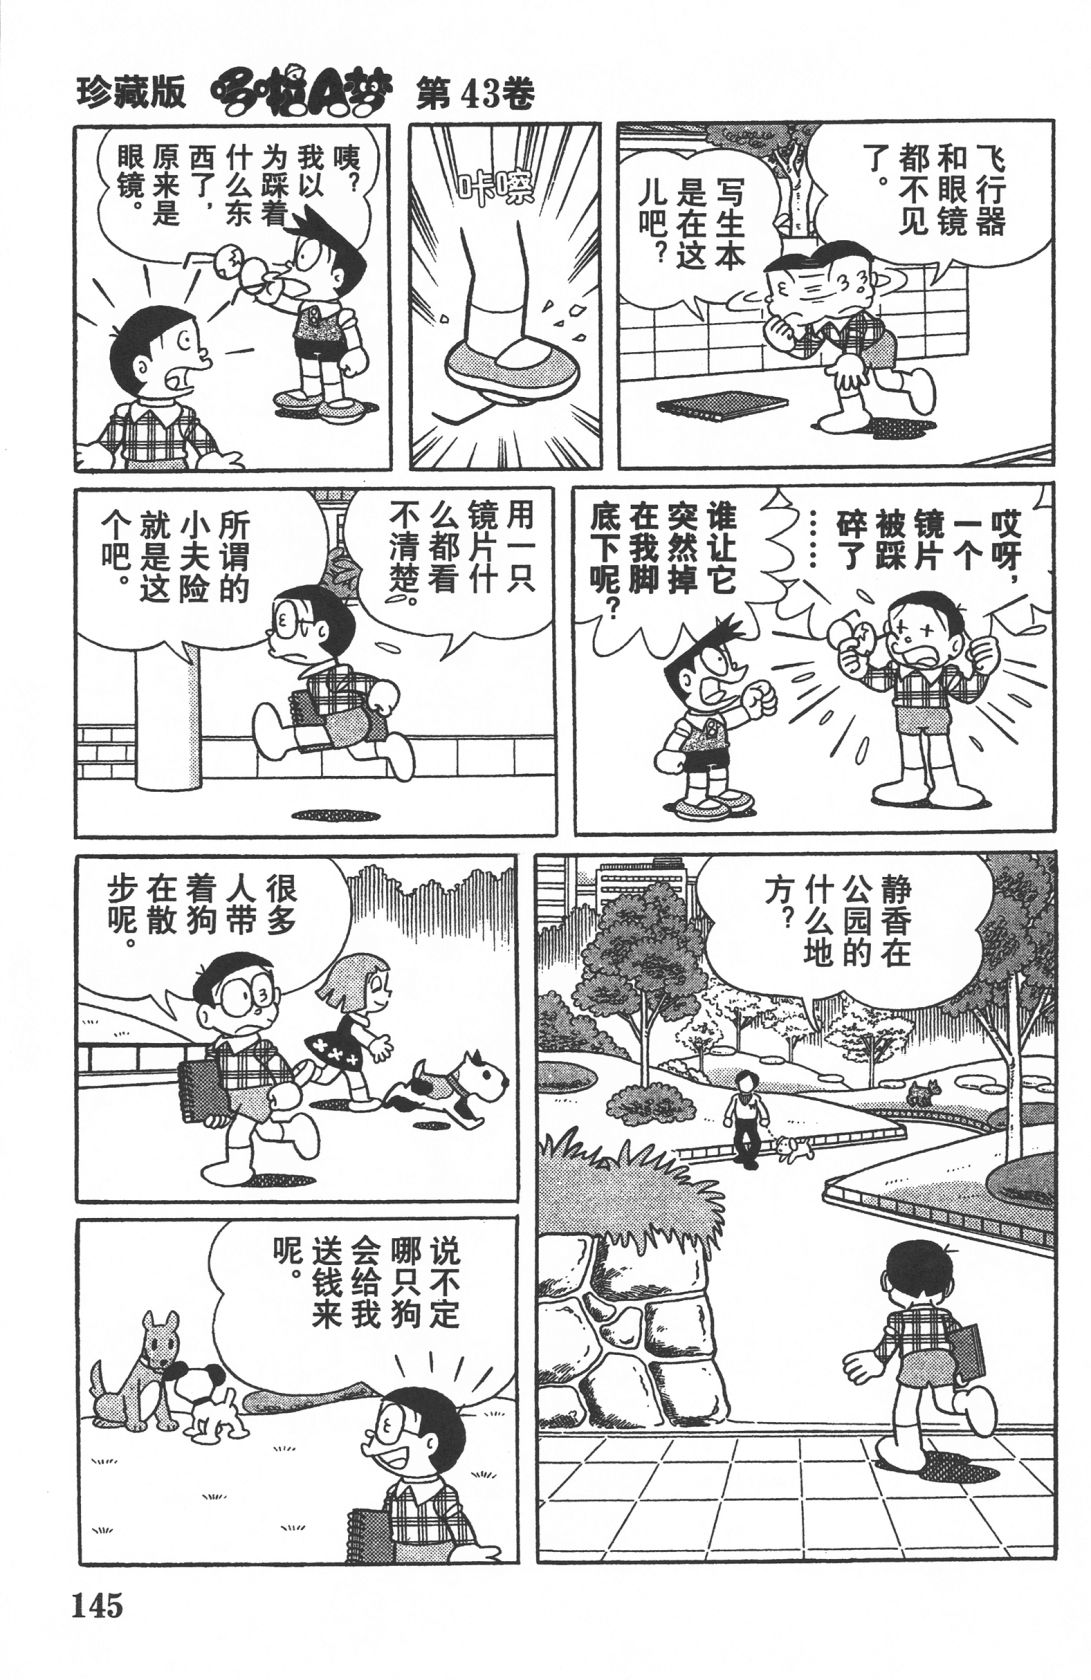 珍藏版 哆啦A梦 第43卷
飞行器
和眼镜
都不见
了。
写生本
是在这
儿吧？
咔嚓
咦？
我以
为踩着
什么东
西了，
原来是
眼镜。
哎呀，
一个
镜片
被踩
碎了
……
谁让它
突然掉
在我脚
底下呢？
用一只
镜片什
么都看
不清楚。
所谓的
小夫险
就是这
个吧。
静香在
公园的
什么地
方？
很多
人带
着狗
在散
步呢。
说不定
哪只狗
会给我
送钱来
呢。
145